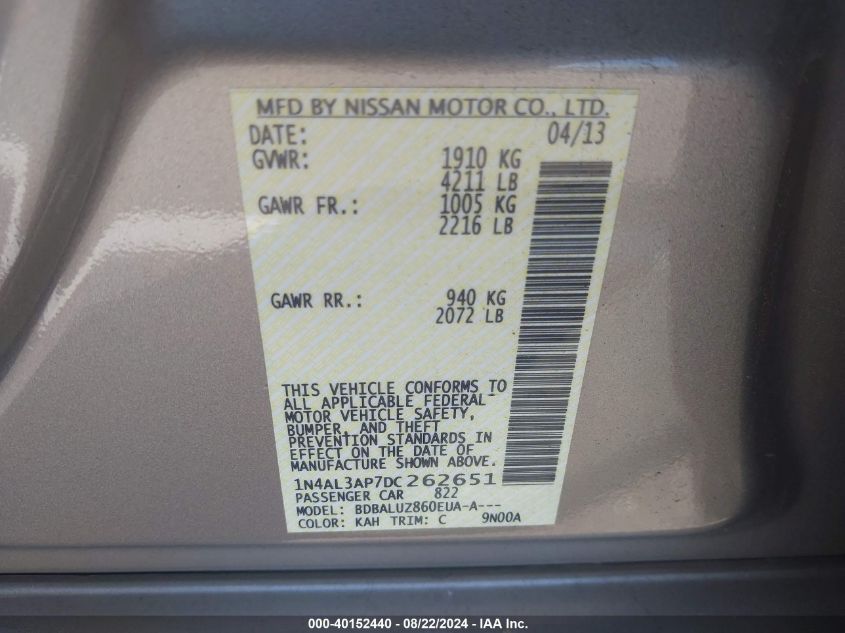 MFD BY NISSAN MOTOR CO., LTD.
DATE: 04/13
GVWR: 1910 KG
4211 LB
GAWR FR.: 1005 KG
2216 LB
GAWR RR.: 940 KG
2072 LB
THIS VEHICLE CONFORMS TO
ALL APPLICABLE FEDERAL
MOTOR VEHICLE SAFETY,
BUMPER, AND THEFT
PREVENTION STANDARDS IN
EFFECT ON THE DATE OF
MANUFACTURE SHOWN ABOVE.
1N4AL3AP7DC262651
PASSENGER CAR 822
MODEL: BDBALUZ860EUA-A---
COLOR: KAH TRIM: C 9N00A
000-40152440 - 08/22/2024 - IAA Inc.